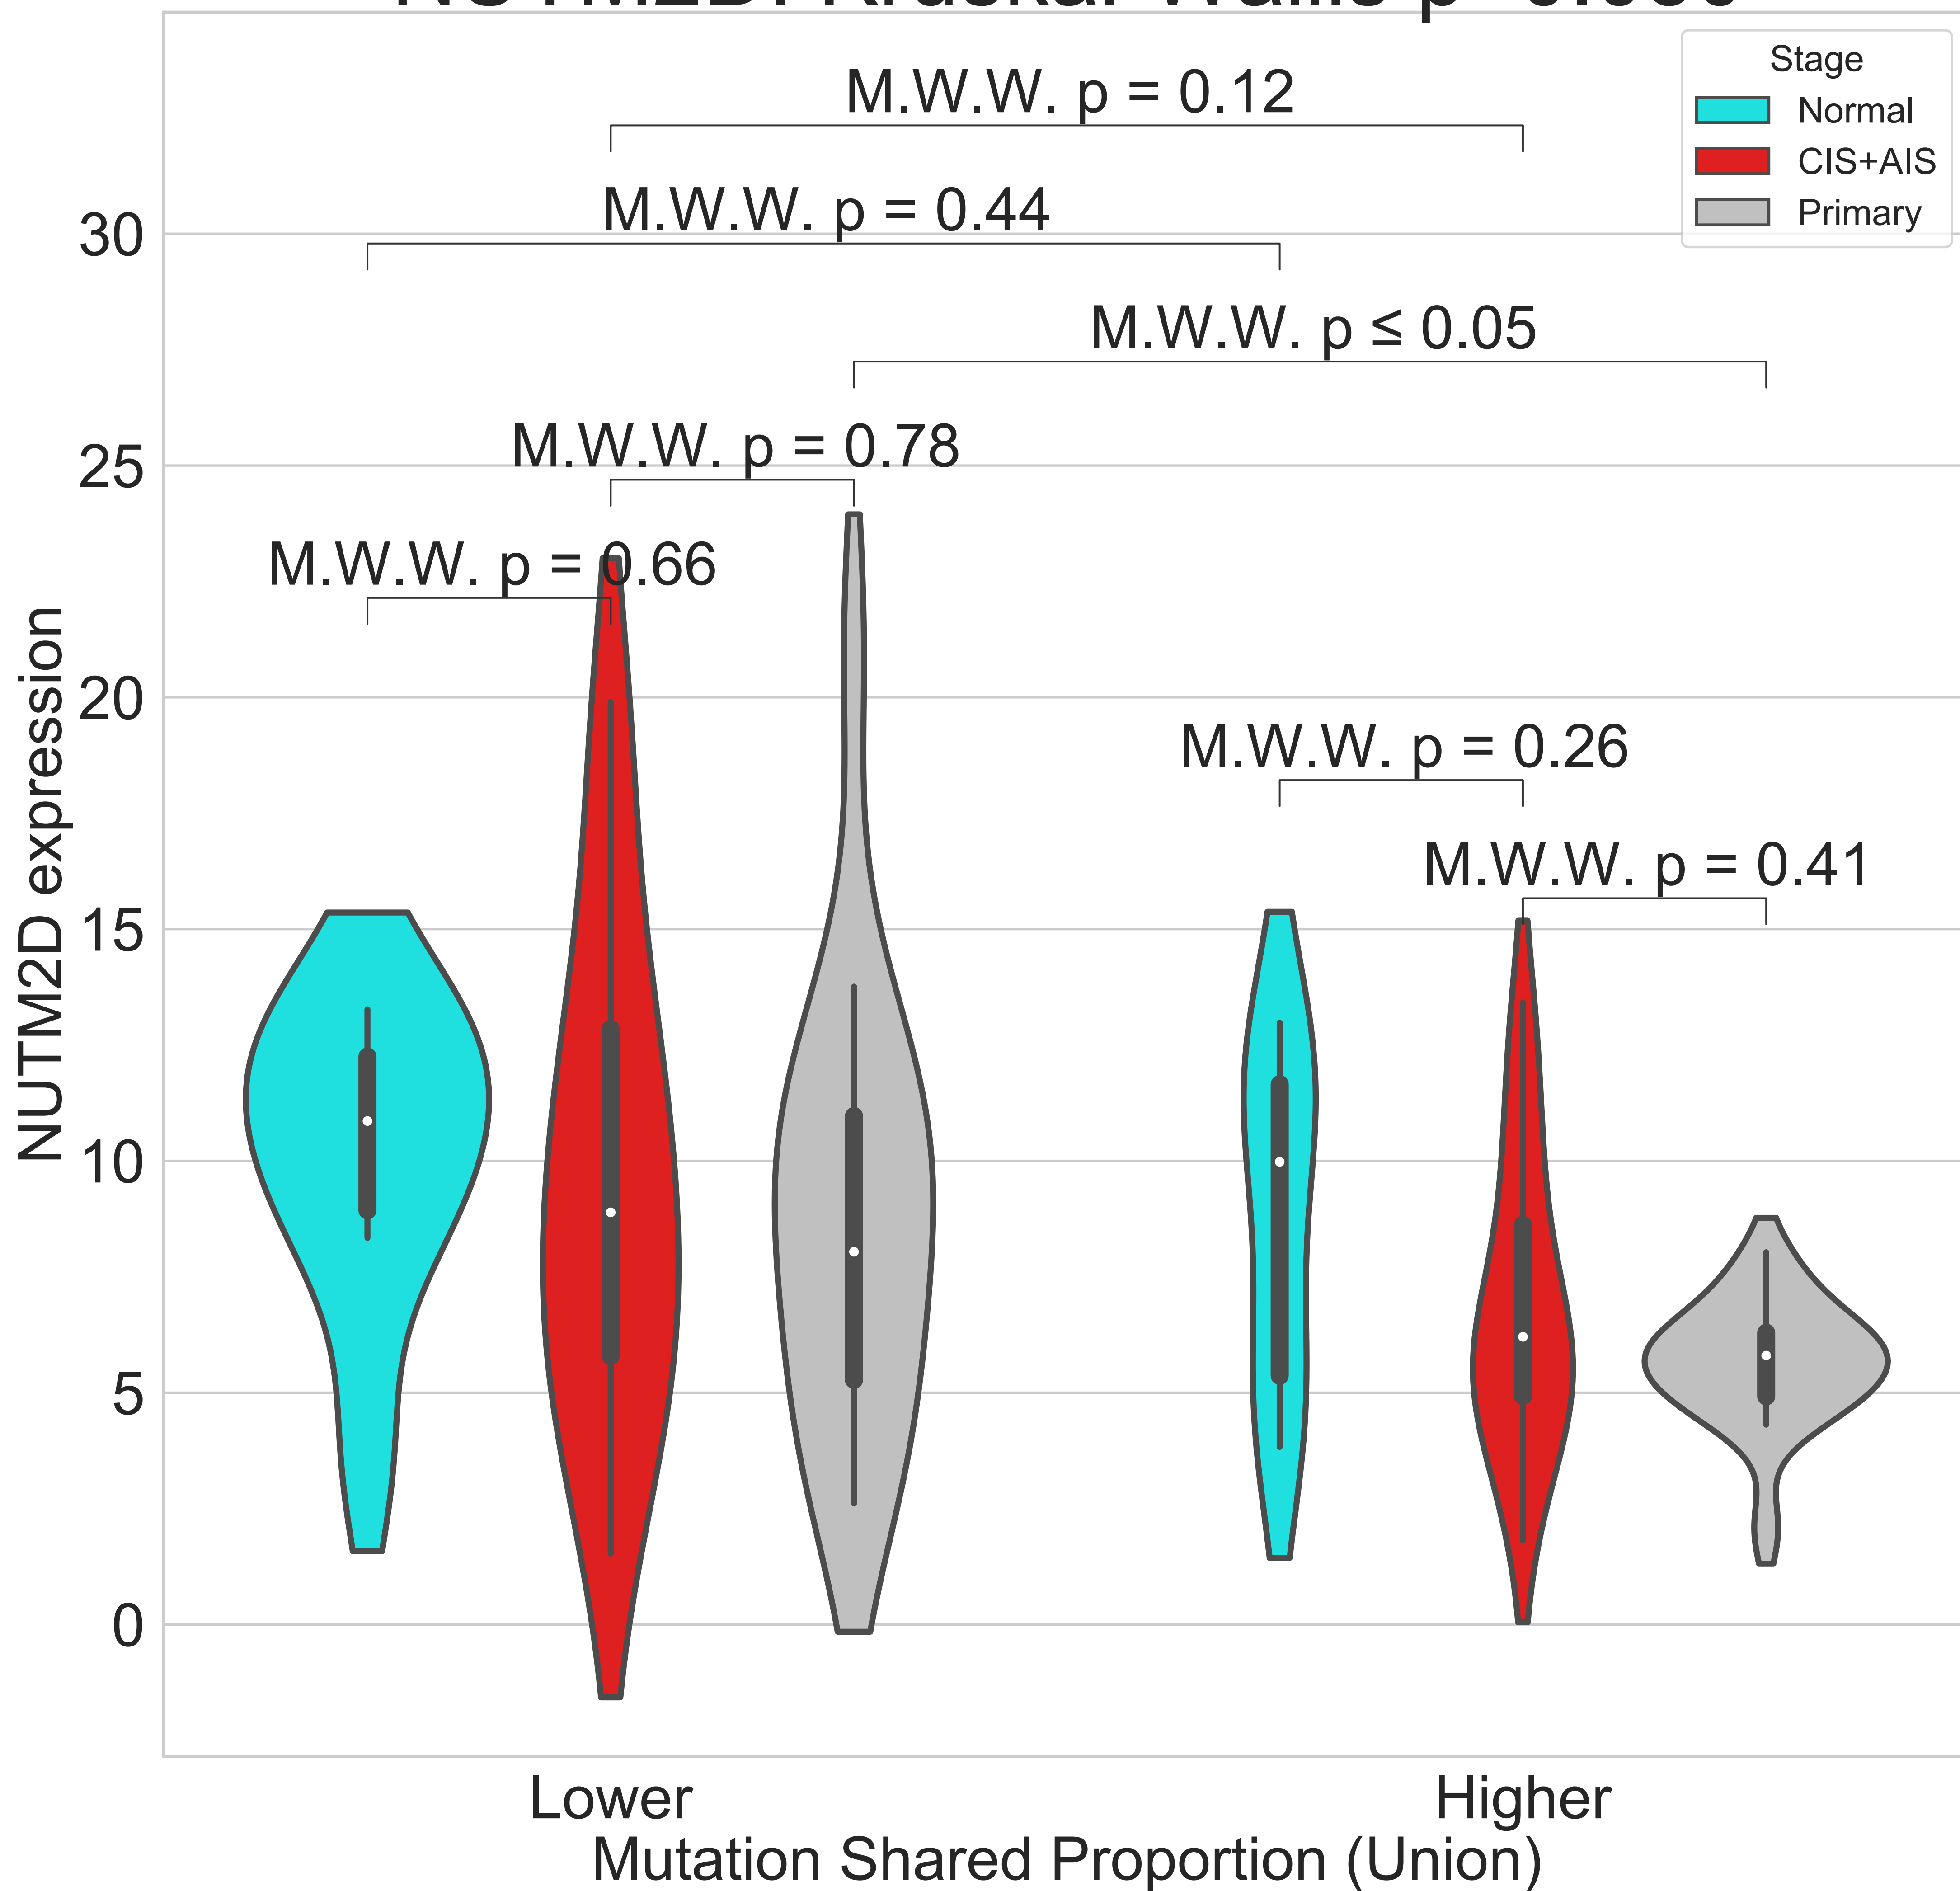 Stage
Normal
CIS+AIS
Primary
M.W.W. p = 0.12
M.W.W. p = 0.44
M.W.W. p ≤ 0.05
M.W.W. p = 0.78
M.W.W. p = 0.66
M.W.W. p = 0.26
M.W.W. p = 0.41
30
25
20
15
10
5
0
NUTM2D expression
Lower
Higher
Mutation Shared Proportion (Union)